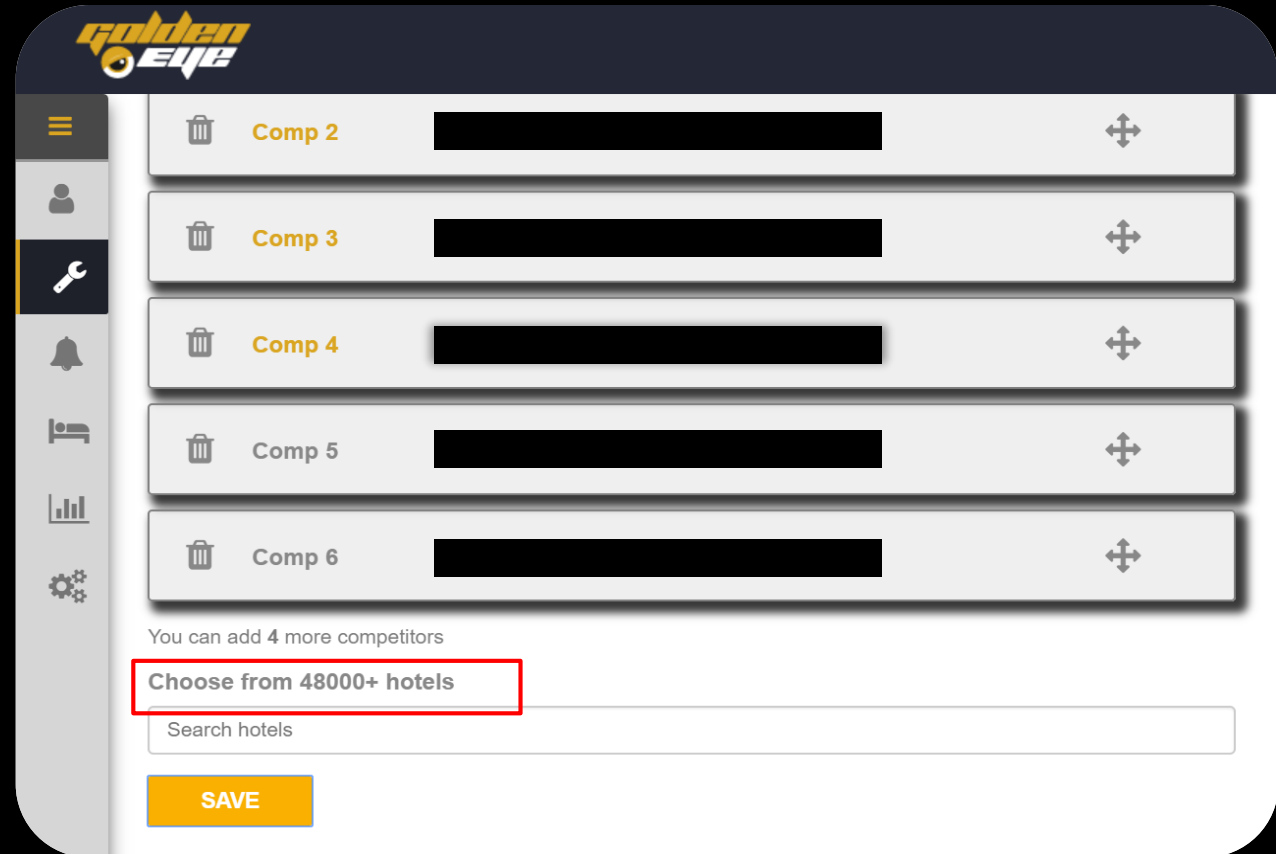 Golden
EYE
Comp 2
Comp 3
Comp 4
Comp 5
Comp 6
You can add 4 more competitors
Choose from 48000+ hotels
Search hotels
SAVE